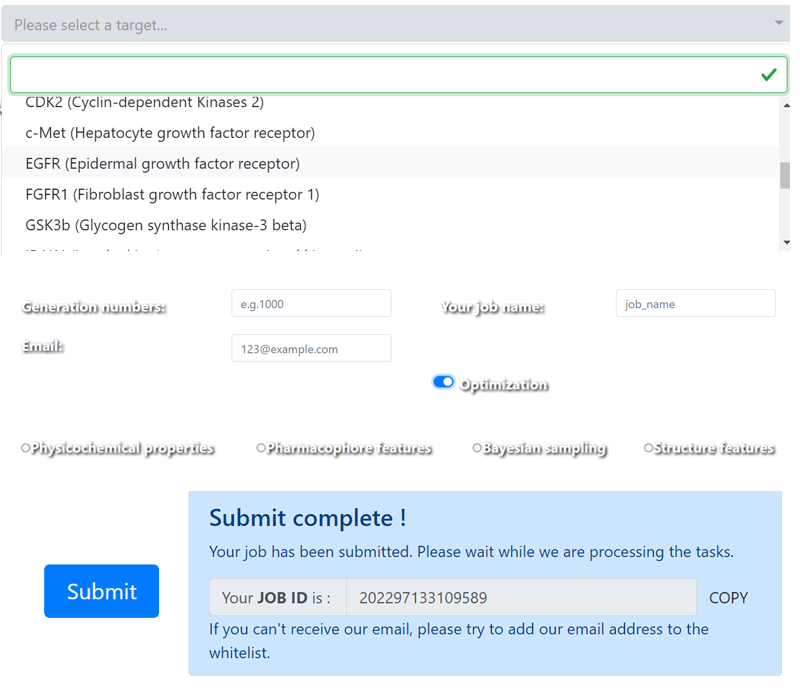 Please select a target...
CDK2 (Cyclin-dependent Kinases 2)
c-Met (Hepatocyte growth factor receptor)
EGFR (Epidermal growth factor receptor)
FGFR1 (Fibroblast growth factor receptor 1)
GSK3b (Glycogen synthase kinase-3 beta)
Generation numbers: e.g.1000 Your job name: job_name
Email: 123@example.com
Optimization
Physicochemical properties Pharmacophore features Bayesian sampling Structure features
Submit
Submit complete !
Your job has been submitted. Please wait while we are processing the tasks.
Your JOB ID is : 202297133109589 COPY
If you can't receive our email, please try to add our email address to the
whitelist.